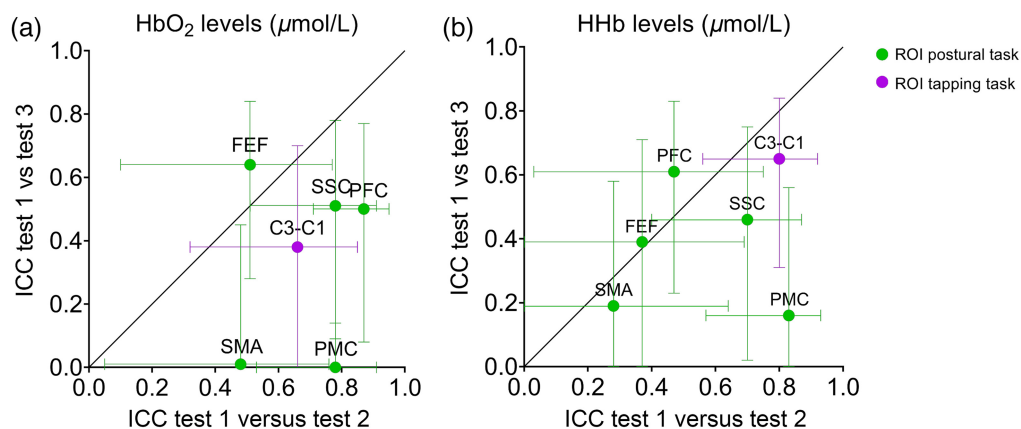 (a)
HbO2 levels (µmol/L)
ICC test 1 vs test 3
1.0
0.8
0.6
0.4
0.2
0.0
FEF
SSC
PFC
C3-C1
SMA
PMC
0.0 0.2 0.4 0.6 0.8 1.0
ICC test 1 versus test 2
(b)
HHb levels (µmol/L)
ICC test 1 vs test 3
1.0
0.8
0.6
0.4
0.2
0.0
C3-C1
PFC
SSC
FEF
SMA
PMC
0.0 0.2 0.4 0.6 0.8 1.0
ICC test 1 versus test 2
ROI postural task
ROI tapping task